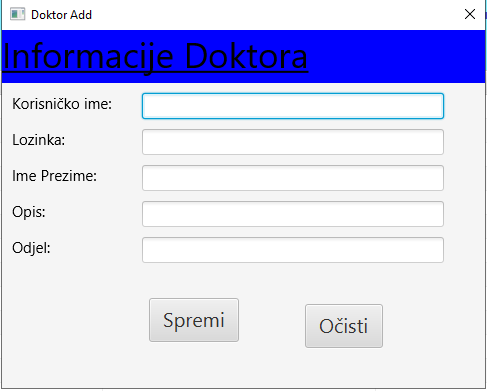 Doktor Add
Informacije Doktora
Korisničko ime:
Lozinka:
Ime Prezime:
Opis:
Odjel:
Spremi
Očisti